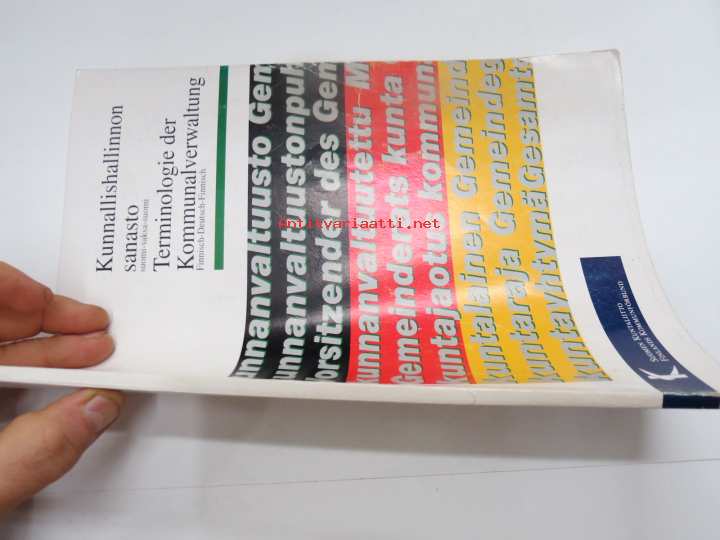 Kunnallishallinnon
sanasto
suomi-saksa-suomi
Terminologie der
Kommunalverwaltung
Finnisch-Deutsch-Finnisch
unnanvaltuusto Gem
unnanvaltuustonpuh
orsitzender des Gem
kunnanvaltuutettu M
Gemeinderats kunta
kuntajaotus kommun
kuntalainen Gemeind
kuntaraja Gemeindeg
kuntayhtymä Gesamt
Antikvariaatti.net
Suomen Kuntaliitto
Finlands Kommunförbund